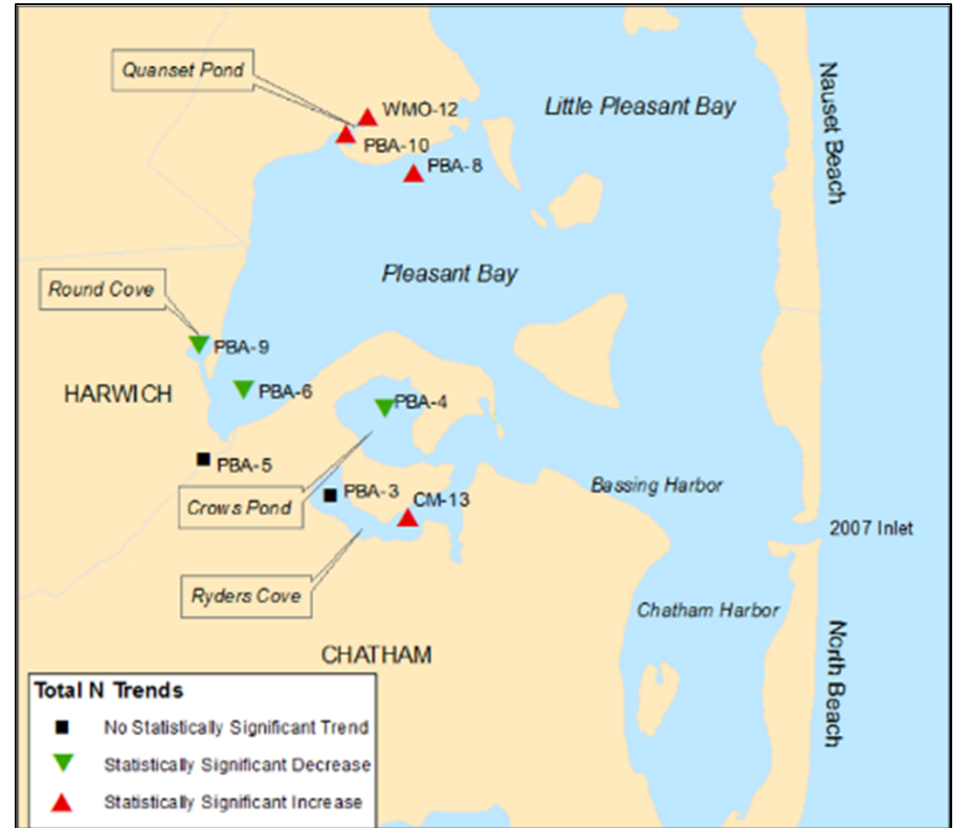 Quanset Pond
WMO-12
Little Pleasant Bay
PBA-10
PBA-8
Nauset Beach
Pleasant Bay
Round Cove
PBA-9
HARWICH
PBA-6
PBA-4
PBA-5
Crows Pond
PBA-3
CM-13
Bassing Harbor
2007 Inlet
Ryders Cove
Chatham Harbor
North Beach
CHATHAM
Total N Trends
No Statistically Significant Trend
Statistically Significant Decrease
Statistically Significant Increase